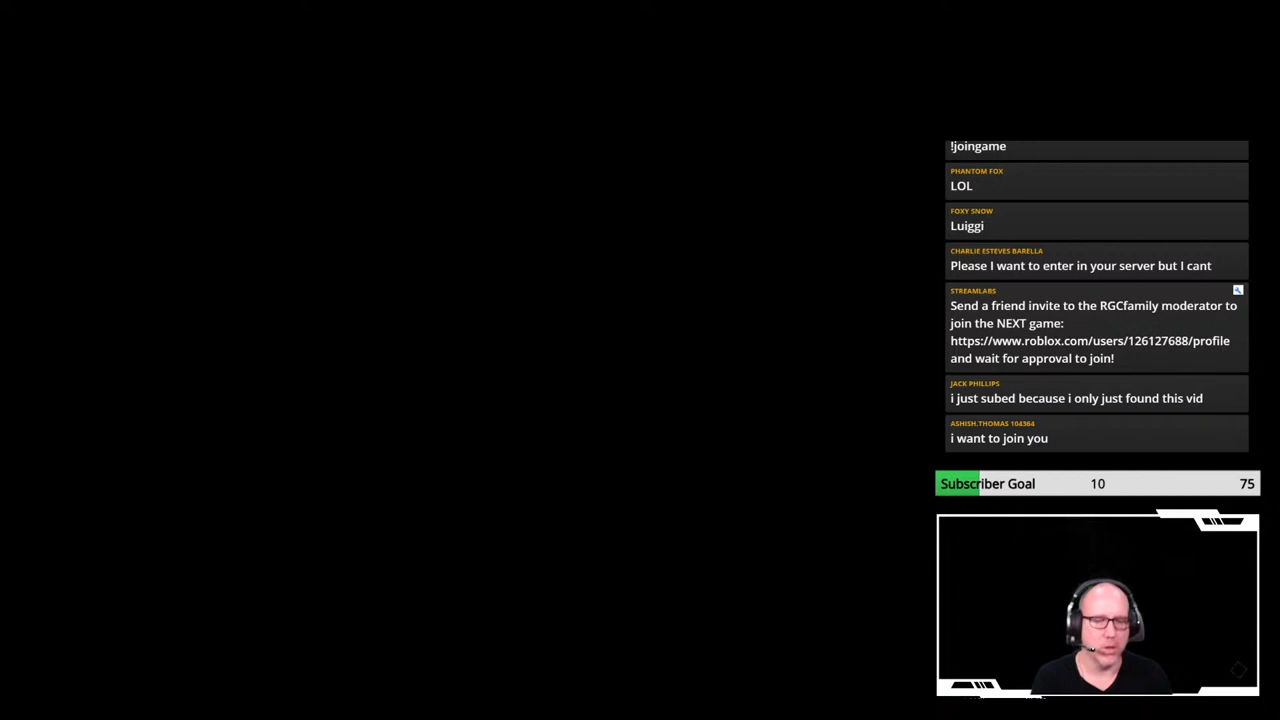 !joingame
PHANTOM FOX
LOL
FOXY SNOW
Luiggi
CHARLIE ESTEVES BARELLA
Please I want to enter in your server but I cant
STREAMLABS
Send a friend invite to the RGCfamily moderator to
join the NEXT game:
https://www.roblox.com/users/126127688/profile
and wait for approval to join!
JACK PHILLIPS
i just subed because i only just found this vid
ASHISH.THOMAS 104364
i want to join you
Subscriber Goal 10 75